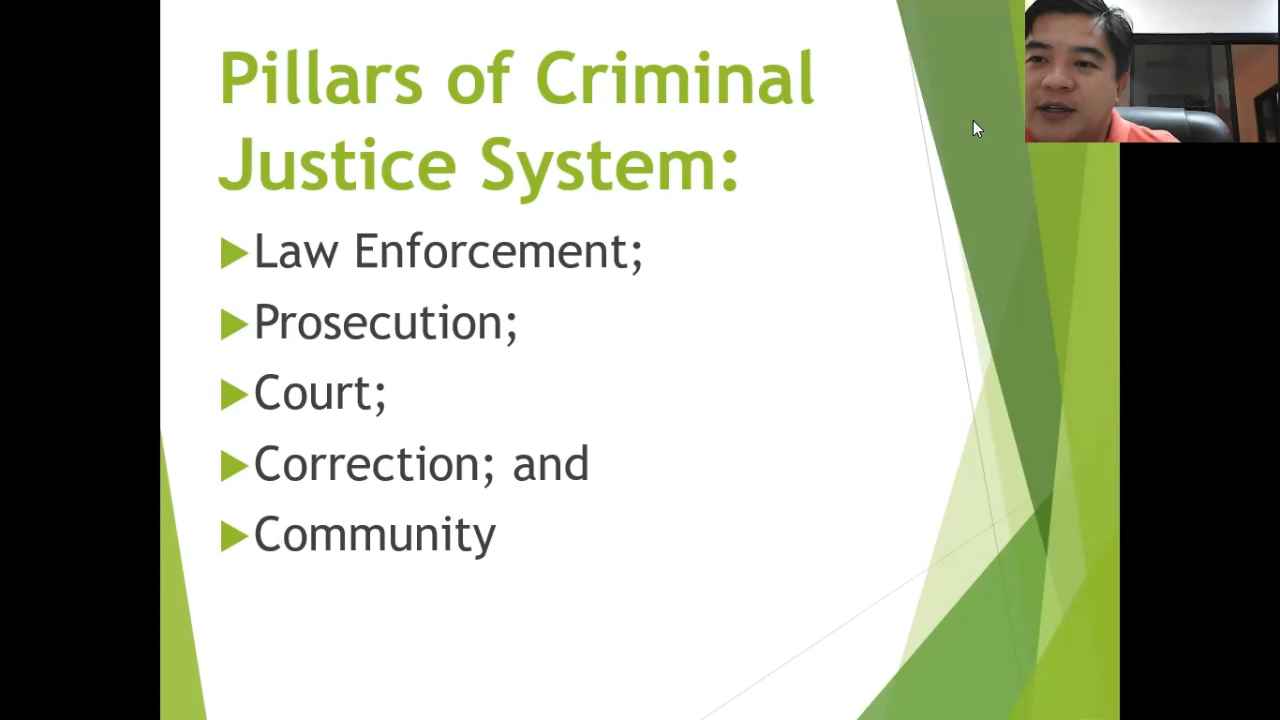 Pillars of Criminal
Justice System:
Law Enforcement;
Prosecution;
Court;
Correction; and
Community